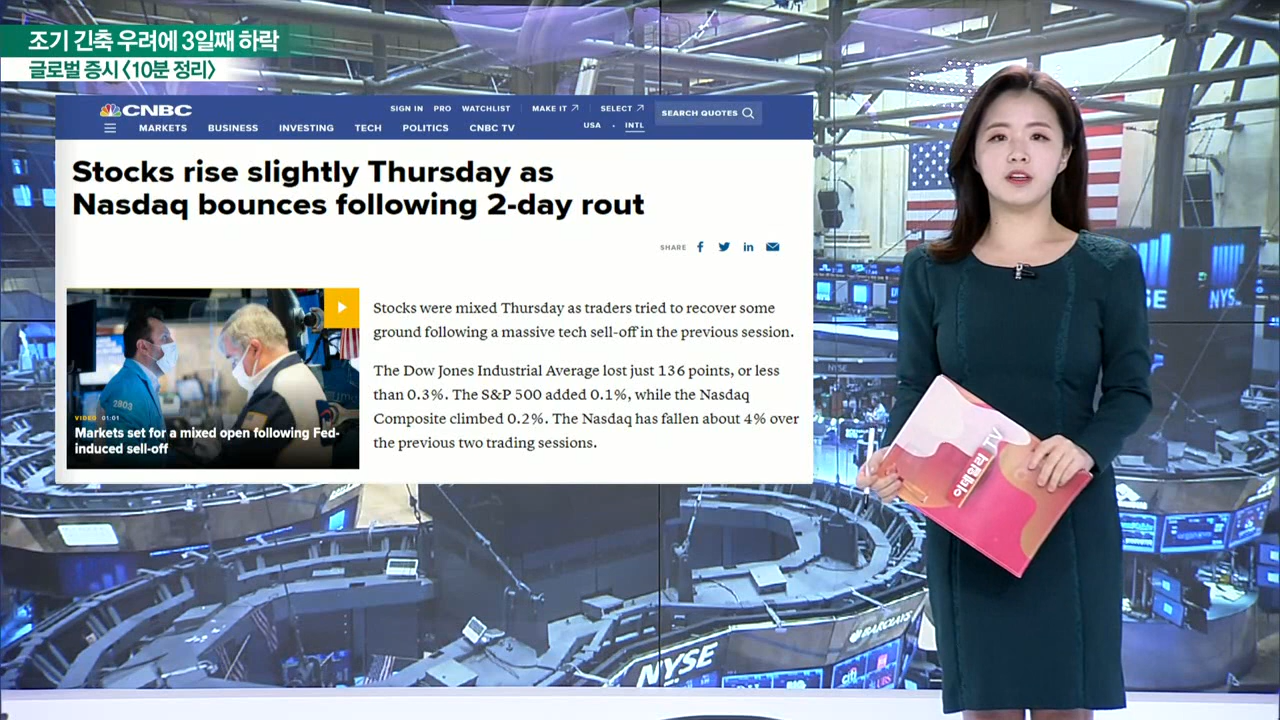 조기 긴축 우려에 3일째 하락
글로벌 증시 <10분 정리>
CNBC
SIGN IN PRO WATCHLIST MAKE IT SELECT SEARCH QUOTES
USA · INTL
MARKETS BUSINESS INVESTING TECH POLITICS CNBC TV
Stocks rise slightly Thursday as
Nasdaq bounces following 2-day rout
SHARE
Stocks were mixed Thursday as traders tried to recover some
ground following a massive tech sell-off in the previous session.
The Dow Jones Industrial Average lost just 136 points, or less
than 0.3%. The S&P 500 added 0.1%, while the Nasdaq
Composite climbed 0.2%. The Nasdaq has fallen about 4% over
the previous two trading sessions.
2803
VIDEO 01:01
Markets set for a mixed open following Fed-
induced sell-off
이데일리 TV
NYSE
NYSE
BARCLAYS
citi